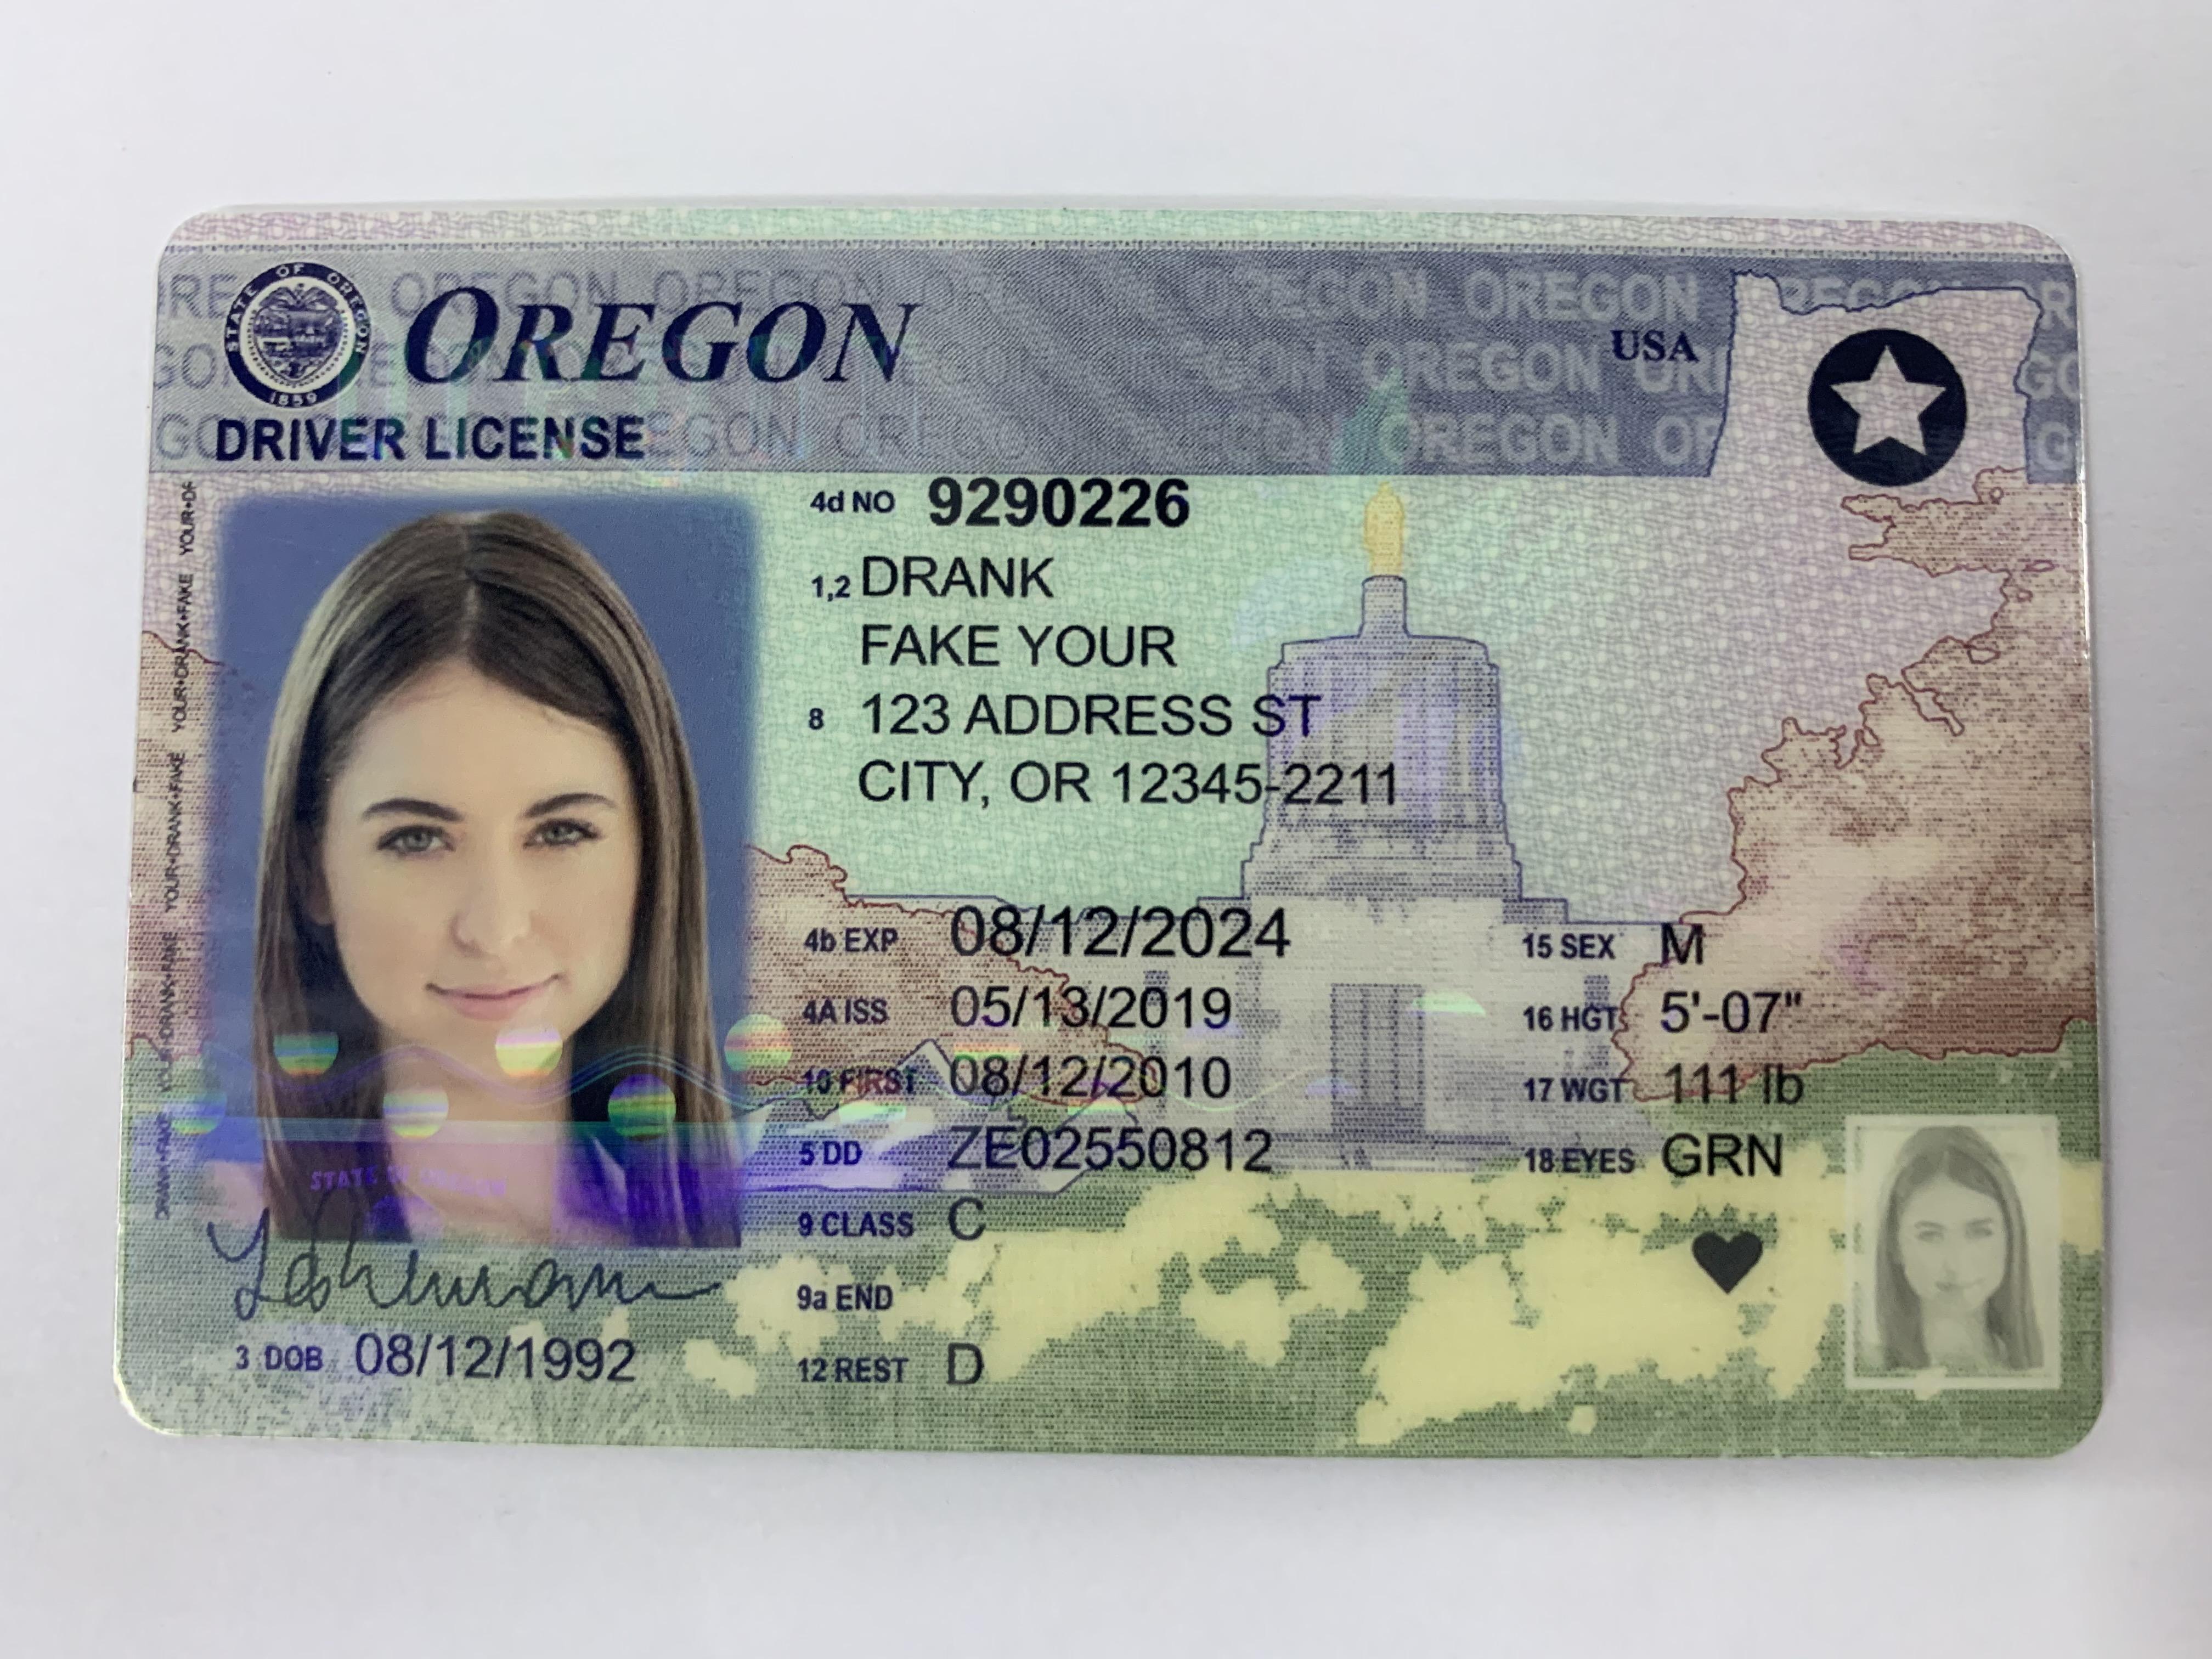 STATE OF OREGON
1859
OREGON
USA
DRIVER LICENSE
4d NO 9290226
1,2 DRANK
FAKE YOUR
8 123 ADDRESS ST
CITY, OR 12345-2211
4b EXP 08/12/2024
15 SEX M
4A ISS 05/13/2019
16 HGT 5'-07"
10 FIRST 08/12/2010
17 WGT 111 lb
5 DD ZE02550812
18 EYES GRN
9 CLASS C
9a END
3 DOB 08/12/1992
12 REST D